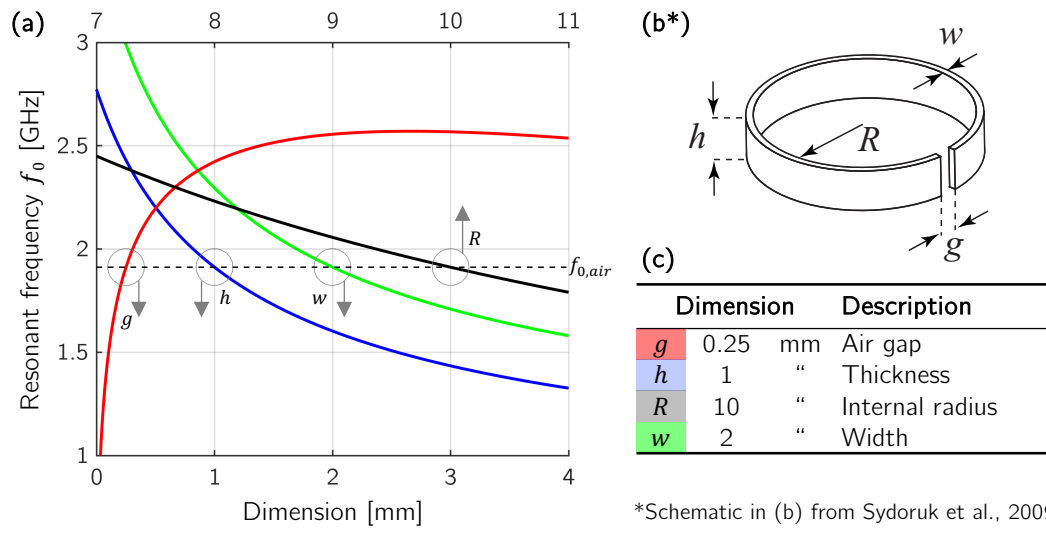 (a)
7 8 9 10 11
Resonant frequency f₀ [GHz]
3
2.5
2
1.5
1
R
f₀,air
g
h
w
0 1 2 3 4
Dimension [mm]
(b*)
w
h
R
g
(c)
Dimension Description
g 0.25 mm Air gap
h 1 “ Thickness
R 10 “ Internal radius
w 2 “ Width
*Schematic in (b) from Sydoruk et al., 2009